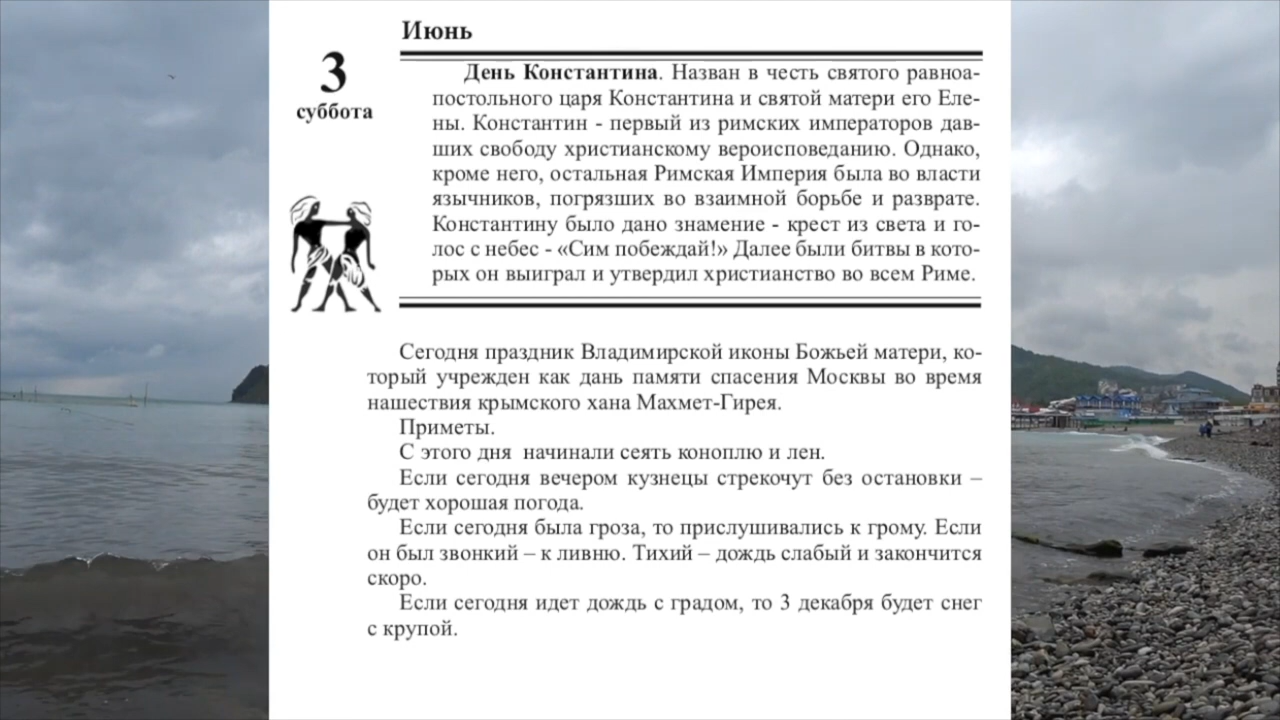 Июнь
3
суббота
День Константина. Назван в честь святого равноа-
постольного царя Константина и святой матери его Еле-
ны. Константин - первый из римских императоров дав-
ших свободу христианскому вероисповеданию. Однако,
кроме него, остальная Римская Империя была во власти
язычников, погрязших во взаимной борьбе и разврате.
Константину было дано знамение - крест из света и го-
лос с небес - «Сим побеждай!» Далее были битвы в кото-
рых он выиграл и утвердил христианство во всем Риме.
Сегодня праздник Владимирской иконы Божьей матери, ко-
торый учрежден как дань памяти спасения Москвы во время
нашествия крымского хана Махмет-Гирея.
Приметы.
С этого дня начинали сеять коноплю и лен.
Если сегодня вечером кузнецы стрекочут без остановки –
будет хорошая погода.
Если сегодня была гроза, то прислушивались к грому. Если
он был звонкий – к ливню. Тихий – дождь слабый и закончится
скоро.
Если сегодня идет дождь с градом, то 3 декабря будет снег
с крупой.